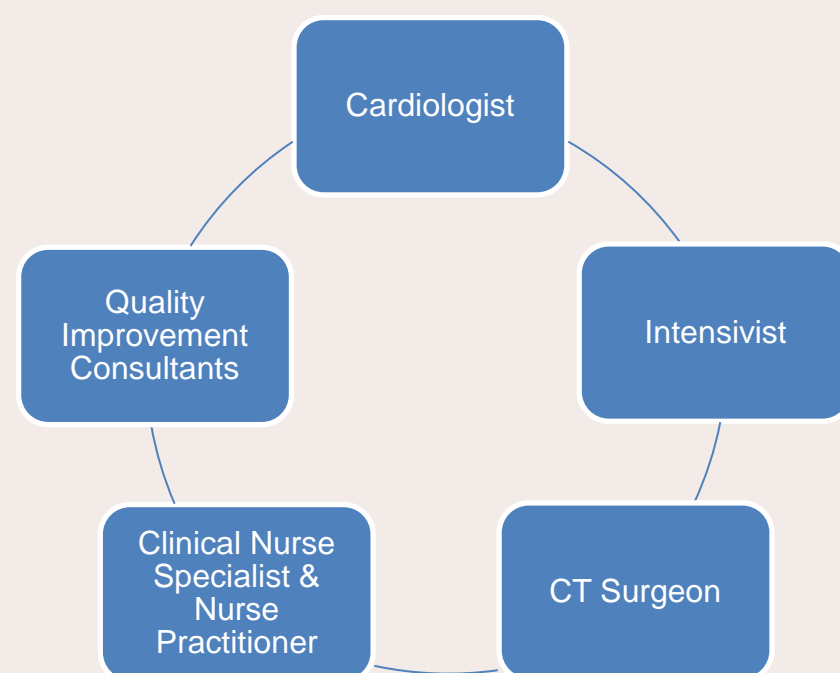 Cardiologist
Quality
Improvement
Consultants
Intensivist
Clinical Nurse
Specialist &
Nurse
Practitioner
CT Surgeon